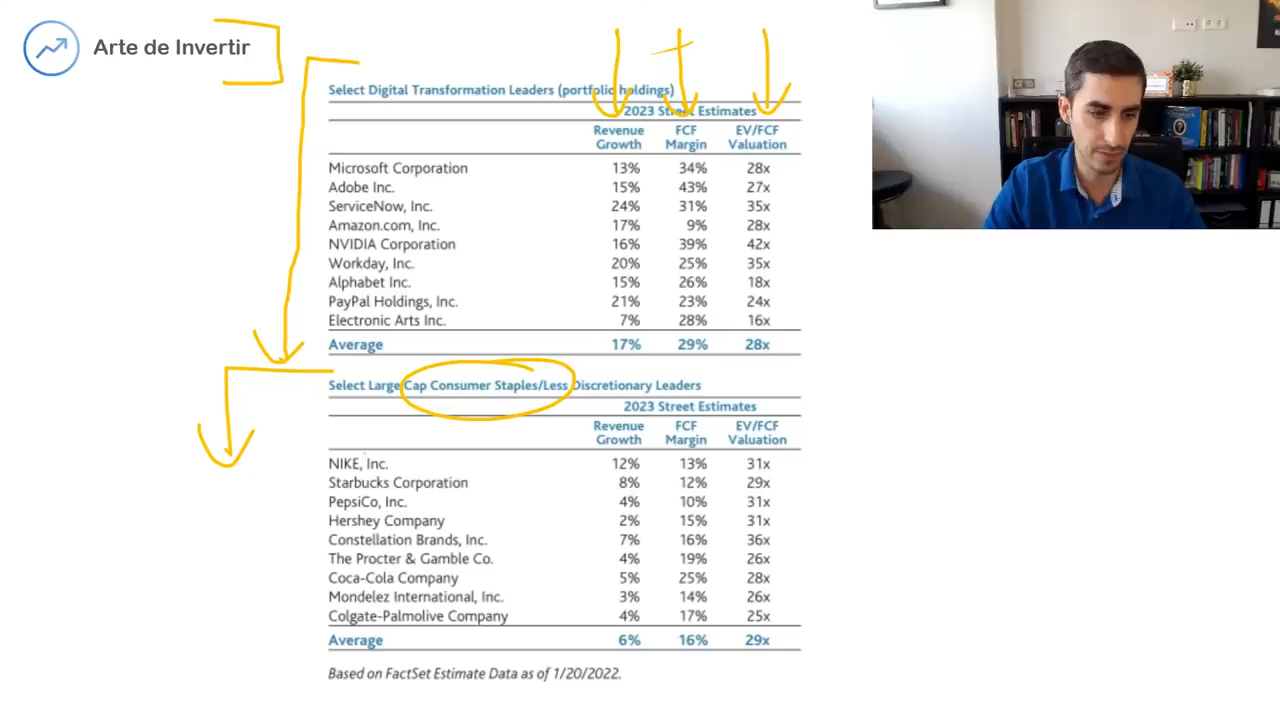 Arte de Invertir
Select Digital Transformation Leaders (portfolio holdings)
2023 Street Estimates
Revenue Growth FCF Margin EV/FCF Valuation
Microsoft Corporation 13% 34% 28x
Adobe Inc. 15% 43% 27x
ServiceNow, Inc. 24% 31% 35x
Amazon.com, Inc. 17% 9% 28x
NVIDIA Corporation 16% 39% 42x
Workday, Inc. 20% 25% 35x
Alphabet Inc. 15% 26% 18x
PayPal Holdings, Inc. 21% 23% 24x
Electronic Arts Inc. 7% 28% 16x
Average 17% 29% 28x
Select Large Cap Consumer Staples/Less Discretionary Leaders
2023 Street Estimates
Revenue Growth FCF Margin EV/FCF Valuation
NIKE, Inc. 12% 13% 31x
Starbucks Corporation 8% 12% 29x
PepsiCo, Inc. 4% 10% 31x
Hershey Company 2% 15% 31x
Constellation Brands, Inc. 7% 16% 36x
The Procter & Gamble Co. 4% 19% 26x
Coca-Cola Company 5% 25% 28x
Mondelez International, Inc. 3% 14% 26x
Colgate-Palmolive Company 4% 17% 25x
Average 6% 16% 29x
Based on FactSet Estimate Data as of 1/20/2022.